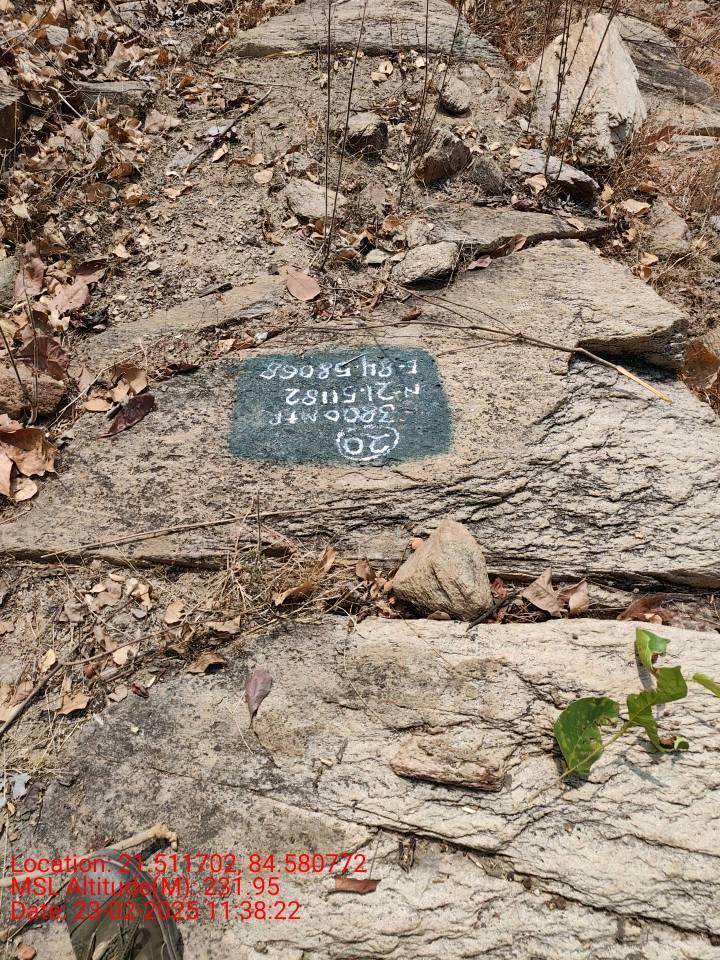 20
3800 Mtr
N-21.51182
E-84.58068
Location: 21.511702, 84.580772
MSL Altitude(M): 231.95
Date: 23-02-2025 11:38:22